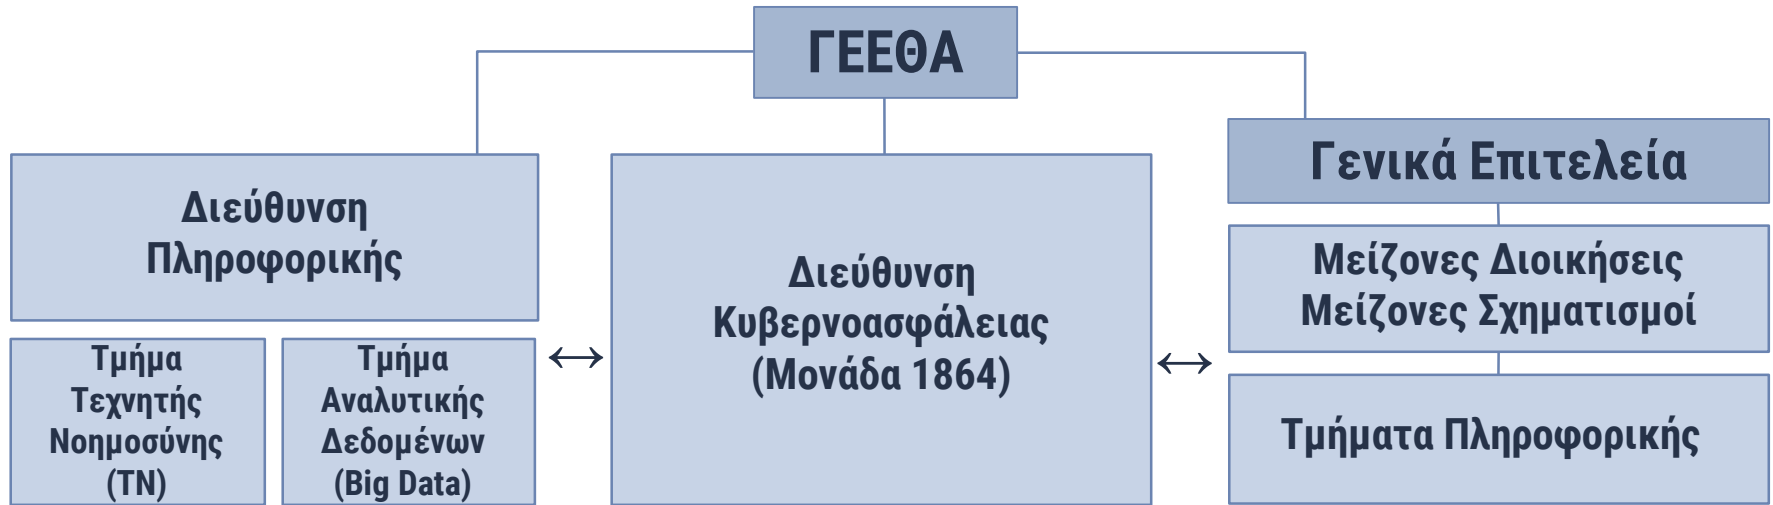 ΓΕΕΘΑ
Διεύθυνση
Πληροφορικής
Τμήμα
Τεχνητής
Νοημοσύνης
(ΤΝ)
Τμήμα
Αναλυτικής
Δεδομένων
(Big Data)
Διεύθυνση
Κυβερνοασφάλειας
(Μονάδα 1864)
Γενικά Επιτελεία
Μείζονες Διοικήσεις
Μείζονες Σχηματισμοί
Τμήματα Πληροφορικής